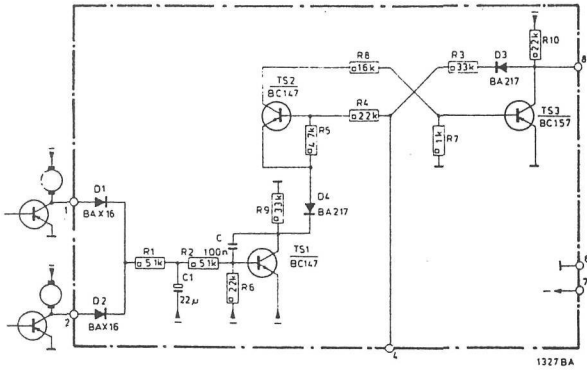 R10
22k
R8
16k
R3
33k
D3
BA217
8
TS2
BC147
R4
22k
TS3
BC157
R5
4,7k
R7
1k
D4
BA217
R9
33k
D1
BAX16
1
C
100n
TS1
BC147
R1
5.1k
R2
5.1k
C1
22µ
R6
22k
6
7
D2
BAX16
2
4
1327BA